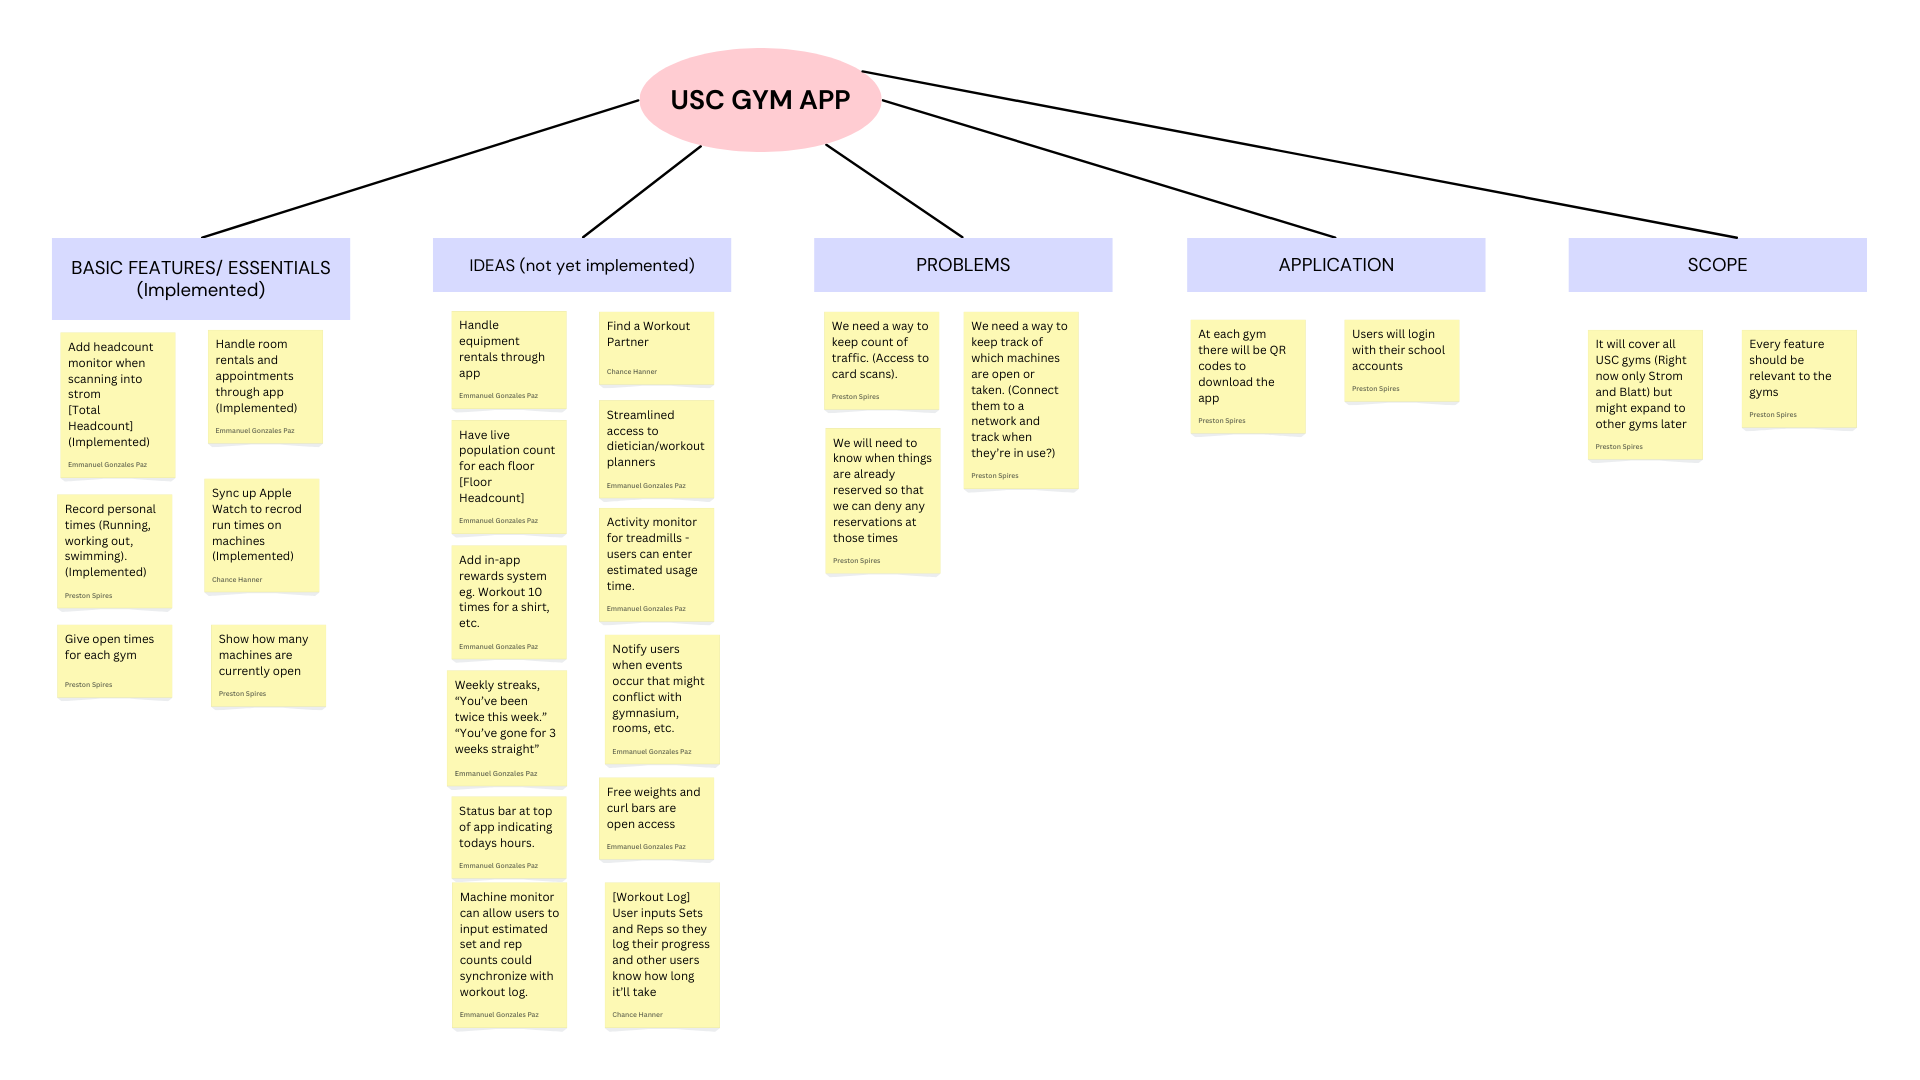 USC GYM APP
BASIC FEATURES/ ESSENTIALS
(Implemented)
Add headcount
monitor when
scanning into
strom
[Total
Headcount]
(Implemented)
Emmanuel Gonzales Paz
Handle room
rentals and
appointments
through app
(Implemented)
Emmanuel Gonzales Paz
Record personal
times (Running,
working out,
swimming).
(Implemented)
Preston Spires
Sync up Apple
Watch to recrod
run times on
machines
(Implemented)
Chance Hanner
Give open times
for each gym
Preston Spires
Show how many
machines are
currently open
Preston Spires
IDEAS (not yet implemented)
Handle
equipment
rentals through
app
Emmanuel Gonzales Paz
Find a Workout
Partner
Chance Hanner
Have live
population count
for each floor
[Floor
Headcount]
Emmanuel Gonzales Paz
Streamlined
access to
dietician/workout
planners
Emmanuel Gonzales Paz
Add in-app
rewards system
eg. Workout 10
times for a shirt,
etc.
Emmanuel Gonzales Paz
Activity monitor
for treadmills -
users can enter
estimated usage
time.
Emmanuel Gonzales Paz
Weekly streaks,
“You’ve been
twice this week.”
“You’ve gone for 3
weeks straight”
Emmanuel Gonzales Paz
Notify users
when events
occur that might
conflict with
gymnasium,
rooms, etc.
Emmanuel Gonzales Paz
Status bar at top
of app indicating
todays hours.
Emmanuel Gonzales Paz
Free weights and
curl bars are
open access
Emmanuel Gonzales Paz
Machine monitor
can allow users to
input estimated
set and rep
counts could
synchronize with
workout log.
Emmanuel Gonzales Paz
[Workout Log]
User inputs Sets
and Reps so they
log their progress
and other users
know how long
it’ll take
Chance Hanner
PROBLEMS
We need a way to
keep count of
traffic. (Access to
card scans).
Preston Spires
We need a way to
keep track of
which machines
are open or
taken. (Connect
them to a
network and
track when
they’re in use?)
Preston Spires
We will need to
know when things
are already
reserved so that
we can deny any
reservations at
those times
Preston Spires
APPLICATION
At each gym
there will be QR
codes to
download the
app
Preston Spires
Users will login
with their school
accounts
Preston Spires
SCOPE
It will cover all
USC gyms (Right
now only Strom
and Blatt) but
might expand to
other gyms later
Preston Spires
Every feature
should be
relevant to the
gyms
Preston Spires